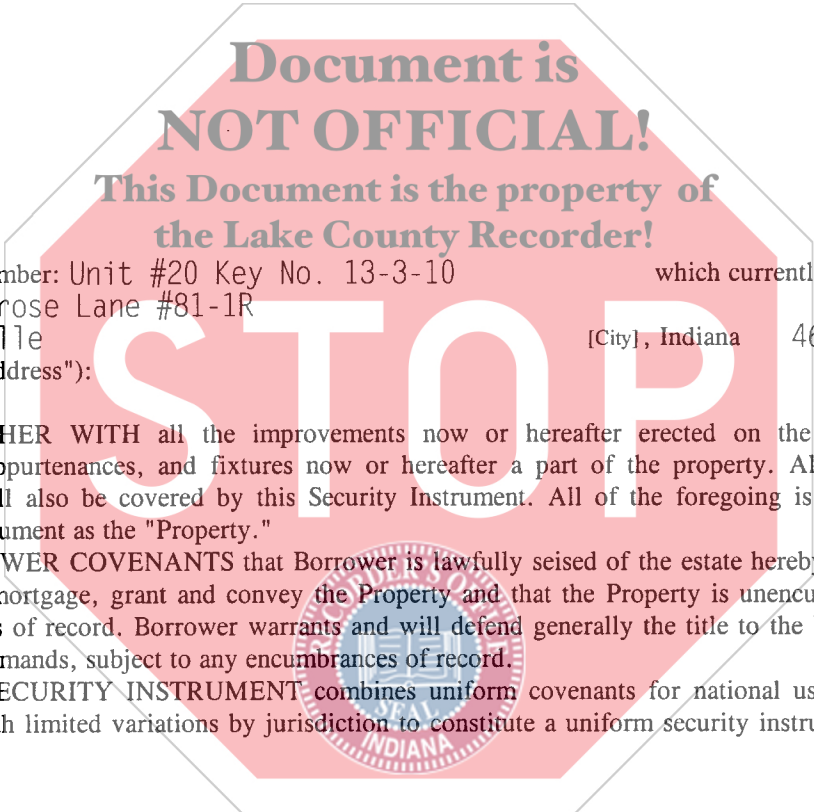 Document is
NOT OFFICIAL!
This Document is the property of
the Lake County Recorder!
mber: Unit #20 Key No. 13-3-10 which currentl
rose Lane #81-1R
lle [City], Indiana 46
ddress"):
STOP
HER WITH all the improvements now or hereafter erected on the
ppurtenances, and fixtures now or hereafter a part of the property. Al
ll also be covered by this Security Instrument. All of the foregoing is
ument as the "Property."
WER COVENANTS that Borrower is lawfully seised of the estate hereby
mortgage, grant and convey the Property and that the Property is unencu
s of record. Borrower warrants and will defend generally the title to the
mands, subject to any encumbrances of record.
ECURITY INSTRUMENT combines uniform covenants for national us
h limited variations by jurisdiction to constitute a uniform security instru
RECORDER'S OFFICE
SEAL
INDIANA